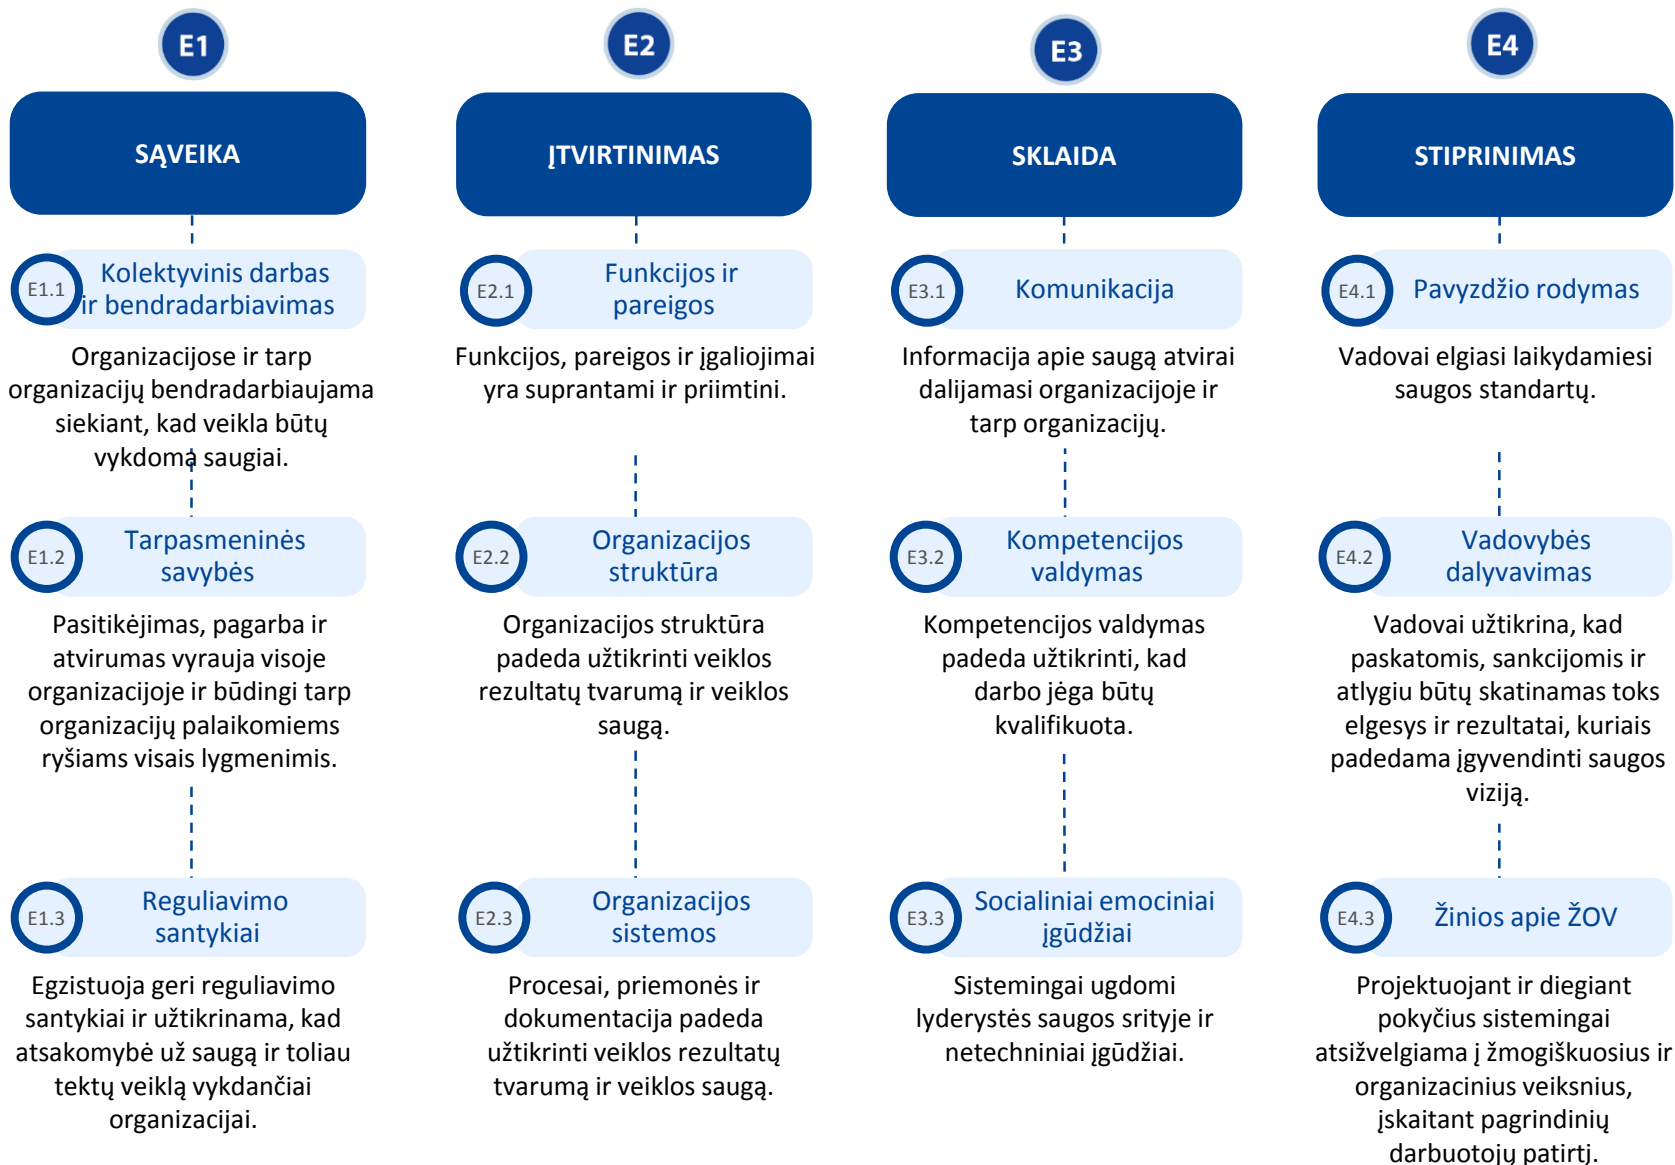 E1
SĄVEIKA
E1.1
Kolektyvinis darbas
ir bendradarbiavimas
Organizacijose ir tarp
organizacijų bendradarbiaujama
siekiant, kad veikla būtų
vykdoma saugiai.
E1.2
Tarpasmeninės
savybės
Pasitikėjimas, pagarba ir
atvirumas vyrauja visoje
organizacijoje ir būdingi tarp
organizacijų palaikomiems
ryšiams visais lygmenimis.
E1.3
Reguliavimo
santykiai
Egzistuoja geri reguliavimo
santykiai ir užtikrinama, kad
atsakomybė už saugą ir toliau
tektų veiklą vykdančiai
organizacijai.
E2
ĮTVIRTINIMAS
E2.1
Funkcijos ir
pareigos
Funkcijos, pareigos ir įgaliojimai
yra suprantami ir priimtini.
E2.2
Organizacijos
struktūra
Organizacijos struktūra
padeda užtikrinti veiklos
rezultatų tvarumą ir veiklos
saugą.
E2.3
Organizacijos
sistemos
Procesai, priemonės ir
dokumentacija padeda
užtikrinti veiklos rezultatų
tvarumą ir veiklos saugą.
E3
SKLAIDA
E3.1
Komunikacija
Informacija apie saugą atvirai
dalijamasi organizacijoje ir
tarp organizacijų.
E3.2
Kompetencijos
valdymas
Kompetencijos valdymas
padeda užtikrinti, kad
darbo jėga būtų
kvalifikuota.
E3.3
Socialiniai emociniai
įgūdžiai
Sistemingai ugdomi
lyderystės saugos srityje ir
netechniniai įgūdžiai.
E4
STIPRINIMAS
E4.1
Pavyzdžio rodymas
Vadovai elgiasi laikydamiesi
saugos standartų.
E4.2
Vadovybės
dalyvavimas
Vadovai užtikrina, kad
paskatomis, sankcijomis ir
atlygiu būtų skatinamas toks
elgesys ir rezultatai, kuriais
padedama įgyvendinti saugos
viziją.
E4.3
Žinios apie ŽOV
Projektuojant ir diegiant
pokyčius sistemingai
atsižvelgiama į žmogiškuosius ir
organizacinius veiksnius,
įskaitant pagrindinių
darbuotojų patirtį.